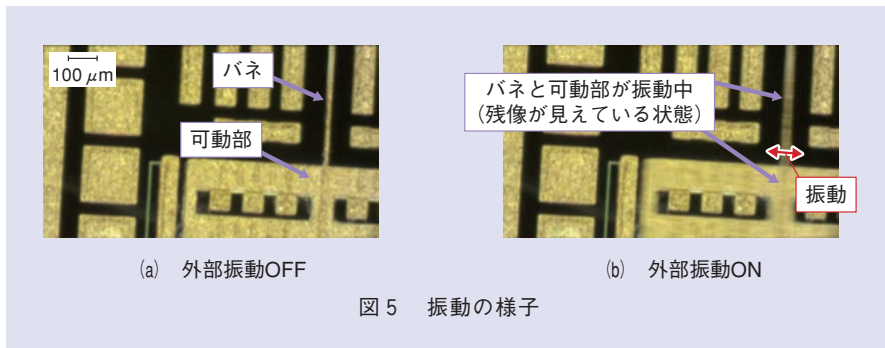 100 μm
バネ
可動部
バネと可動部が振動中
（残像が見えている状態）
振動
(a) 外部振動OFF
(b) 外部振動ON
図5 振動の様子